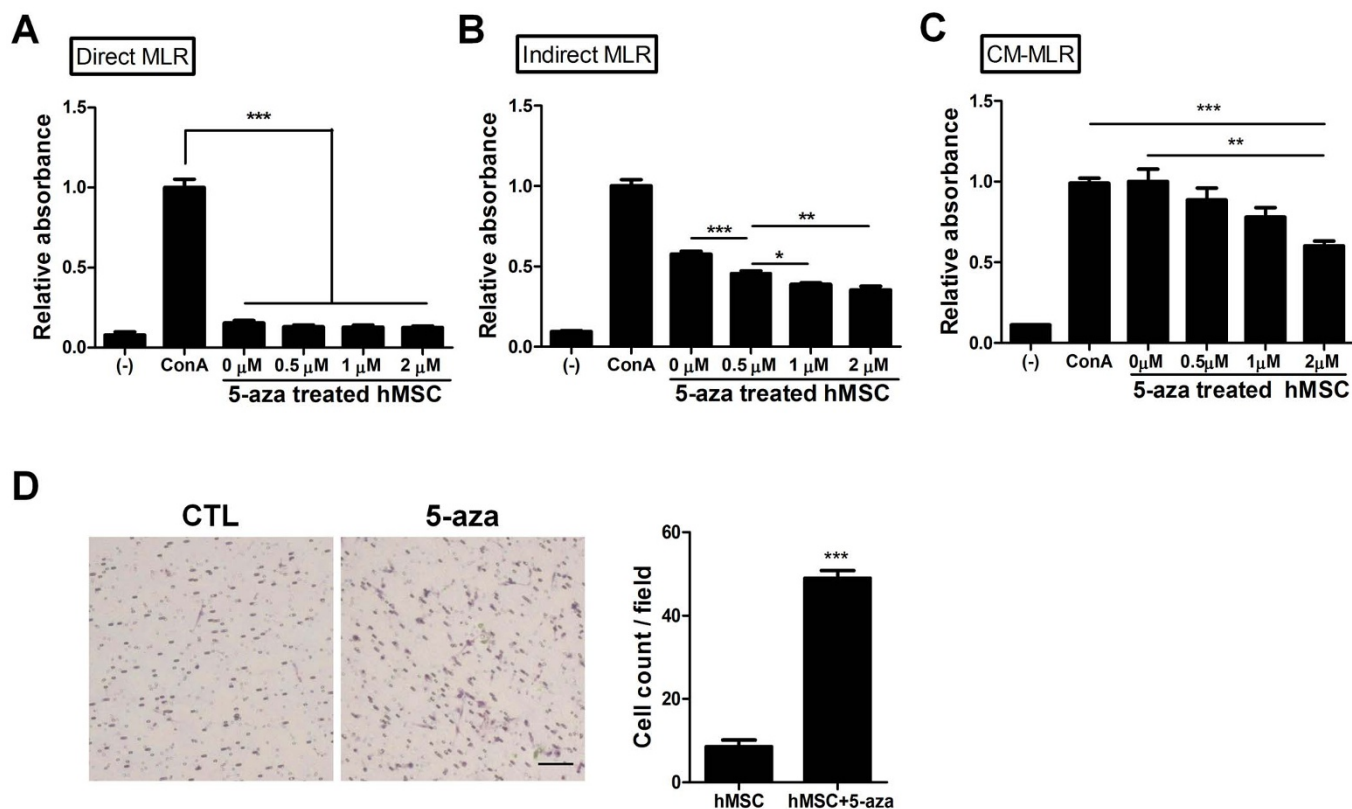 A
Direct MLR
Relative absorbance
1.5
1.0
0.5
0.0
***
(-) ConA 0 μM 0.5 μM 1 μM 2 μM
5-aza treated hMSC
B
Indirect MLR
Relative absorbance
1.5
1.0
0.5
0.0
***
**
*
(-) ConA 0 μM 0.5 μM 1 μM 2 μM
5-aza treated hMSC
C
CM-MLR
Relative absorbance
1.5
1.0
0.5
0.0
***
**
(-) ConA 0μM 0.5μM 1μM 2μM
5-aza treated hMSC
D
CTL 5-aza
Cell count / field
60
40
20
0
***
hMSC hMSC+5-aza